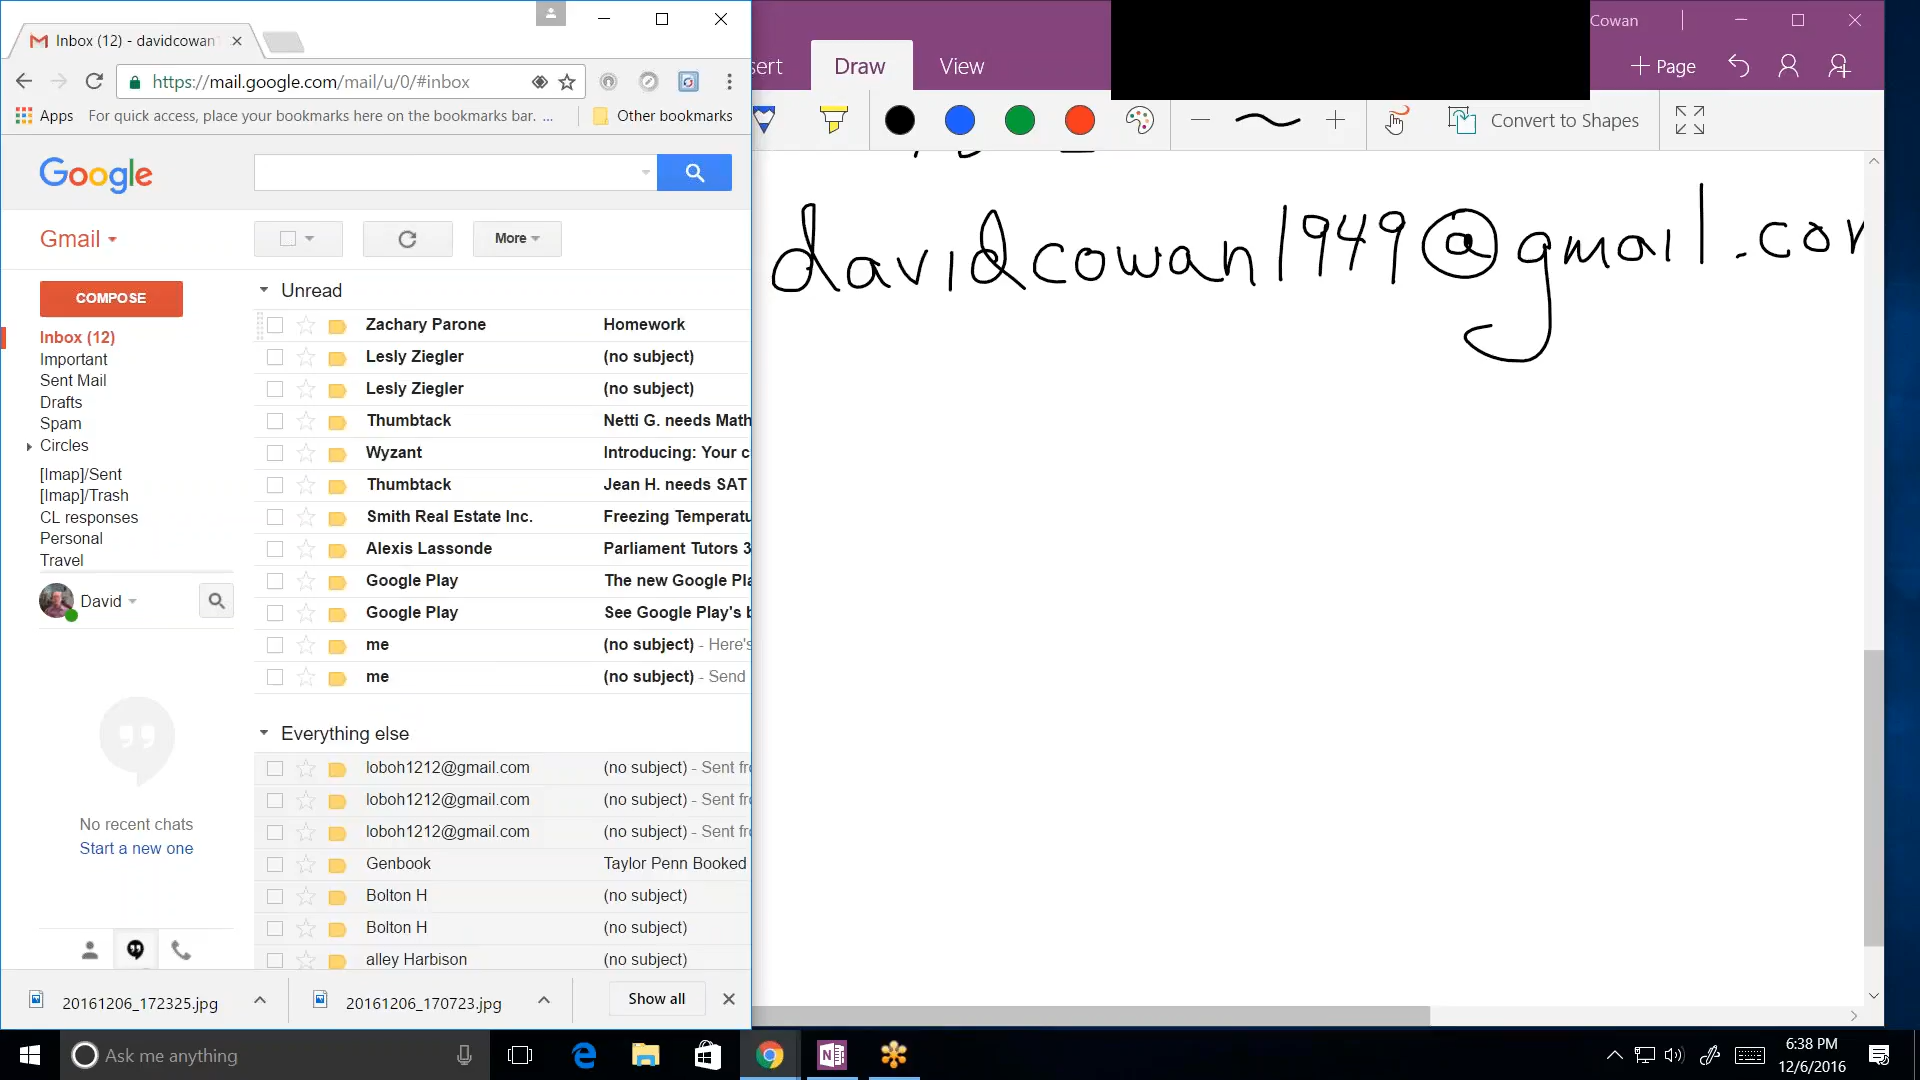 Inbox (12) - davidcowan
https://mail.google.com/mail/u/0/#inbox
Apps For quick access, place your bookmarks here on the bookmarks bar. ... Other bookmarks
Google
Gmail
More
COMPOSE
Inbox (12)
Important
Sent Mail
Drafts
Spam
Circles
[Imap]/Sent
[Imap]/Trash
CL responses
Personal
Travel
David
No recent chats
Start a new one
Unread
Zachary Parone Homework
Lesly Ziegler (no subject)
Lesly Ziegler (no subject)
Thumbtack Netti G. needs Math
Wyzant Introducing: Your c
Thumbtack Jean H. needs SAT
Smith Real Estate Inc. Freezing Temperatu
Alexis Lassonde Parliament Tutors 3
Google Play The new Google Pla
Google Play See Google Play's b
me (no subject) - Here's
me (no subject) - Send
Everything else
loboh1212@gmail.com (no subject) - Sent fro
loboh1212@gmail.com (no subject) - Sent fro
loboh1212@gmail.com (no subject) - Sent fro
Genbook Taylor Penn Booked
Bolton H (no subject)
Bolton H (no subject)
alley Harbison (no subject)
20161206_172325.jpg 20161206_170723.jpg Show all
Cowan
sert Draw View Page
Convert to Shapes
davidcowan1949@gmail.com
Ask me anything
6:38 PM
12/6/2016